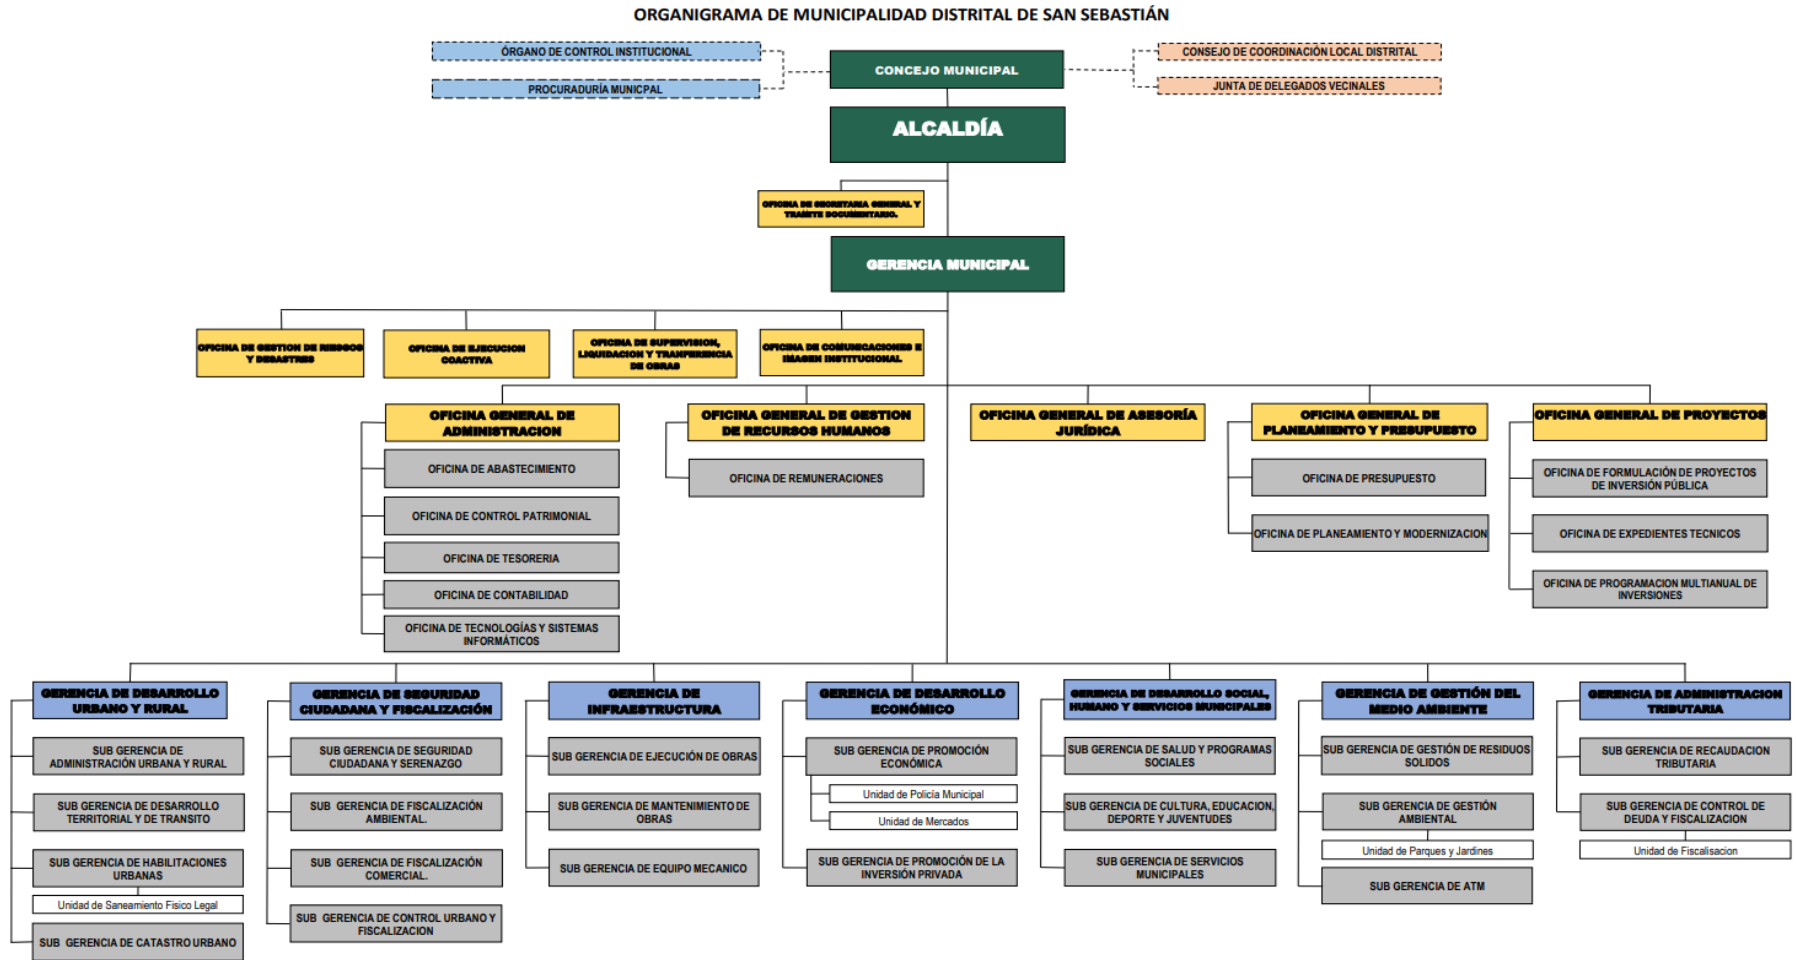 ORGANIGRAMA DE MUNICIPALIDAD DISTRITAL DE SAN SEBASTIÁN
ÓRGANO DE CONTROL INSTITUCIONAL
PROCURADURÍA MUNICPAL
CONCEJO MUNICIPAL
CONSEJO DE COORDINACIÓN LOCAL DISTRITAL
JUNTA DE DELEGADOS VECINALES
ALCALDÍA
OFICINA DE SECRETARIA GENERAL Y
TRAMITE DOCUMENTARIO.
GERENCIA MUNICIPAL
OFICINA DE GESTION DE RIESGOS
Y DESASTRES
OFICINA DE EJECUCION
COACTIVA
OFICINA DE SUPERVISION,
LIQUIDACION Y TRANFERENCIA
DE OBRAS
OFICINA DE COMUNICACIONES E
IMAGEN INSTITUCIONAL
OFICINA GENERAL DE
ADMINISTRACION
OFICINA DE ABASTECIMIENTO
OFICINA DE CONTROL PATRIMONIAL
OFICINA DE TESORERIA
OFICINA DE CONTABILIDAD
OFICINA DE TECNOLOGÍAS Y SISTEMAS
INFORMÁTICOS
OFICINA GENERAL DE GESTION
DE RECURSOS HUMANOS
OFICINA DE REMUNERACIONES
OFICINA GENERAL DE ASESORÍA
JURÍDICA
OFICINA GENERAL DE
PLANEAMIENTO Y PRESUPUESTO
OFICINA DE PRESUPUESTO
OFICINA DE PLANEAMIENTO Y MODERNIZACION
OFICINA GENERAL DE PROYECTOS
OFICINA DE FORMULACIÓN DE PROYECTOS
DE INVERSIÓN PÚBLICA
OFICINA DE EXPEDIENTES TECNICOS
OFICINA DE PROGRAMACION MULTIANUAL DE
INVERSIONES
GERENCIA DE DESARROLLO
URBANO Y RURAL
SUB GERENCIA DE
ADMINISTRACIÓN URBANA Y RURAL
SUB GERENCIA DE DESARROLLO
TERRITORIAL Y DE TRANSITO
SUB GERENCIA DE HABILITACIONES
URBANAS
Unidad de Saneamiento Fisico Legal
SUB GERENCIA DE CATASTRO URBANO
GERENCIA DE SEGURIDAD
CIUDADANA Y FISCALIZACIÓN
SUB GERENCIA DE SEGURIDAD
CIUDADANA Y SERENAZGO
SUB GERENCIA DE FISCALIZACIÓN
AMBIENTAL.
SUB GERENCIA DE FISCALIZACIÓN
COMERCIAL.
SUB GERENCIA DE CONTROL URBANO Y
FISCALIZACION
GERENCIA DE
INFRAESTRUCTURA
SUB GERENCIA DE EJECUCIÓN DE OBRAS
SUB GERENCIA DE MANTENIMIENTO DE
OBRAS
SUB GERENCIA DE EQUIPO MECANICO
GERENCIA DE DESARROLLO
ECONÓMICO
SUB GERENCIA DE PROMOCIÓN
ECONÓMICA
Unidad de Policía Municipal
Unidad de Mercados
SUB GERENCIA DE PROMOCIÓN DE LA
INVERSIÓN PRIVADA
GERENCIA DE DESARROLLO SOCIAL,
HUMANO Y SERVICIOS MUNICIPALES
SUB GERENCIA DE SALUD Y PROGRAMAS
SOCIALES
SUB GERENCIA DE CULTURA, EDUCACION,
DEPORTE Y JUVENTUDES
SUB GERENCIA DE SERVICIOS
MUNICIPALES
GERENCIA DE GESTIÓN DEL
MEDIO AMBIENTE
SUB GERENCIA DE GESTIÓN DE RESIDUOS
SOLIDOS
SUB GERENCIA DE GESTIÓN
AMBIENTAL
Unidad de Parques y Jardines
SUB GERENCIA DE ATM
GERENCIA DE ADMINISTRACION
TRIBUTARIA
SUB GERENCIA DE RECAUDACION
TRIBUTARIA
SUB GERENCIA DE CONTROL DE
DEUDA Y FISCALIZACION
Unidad de Fiscalisacion